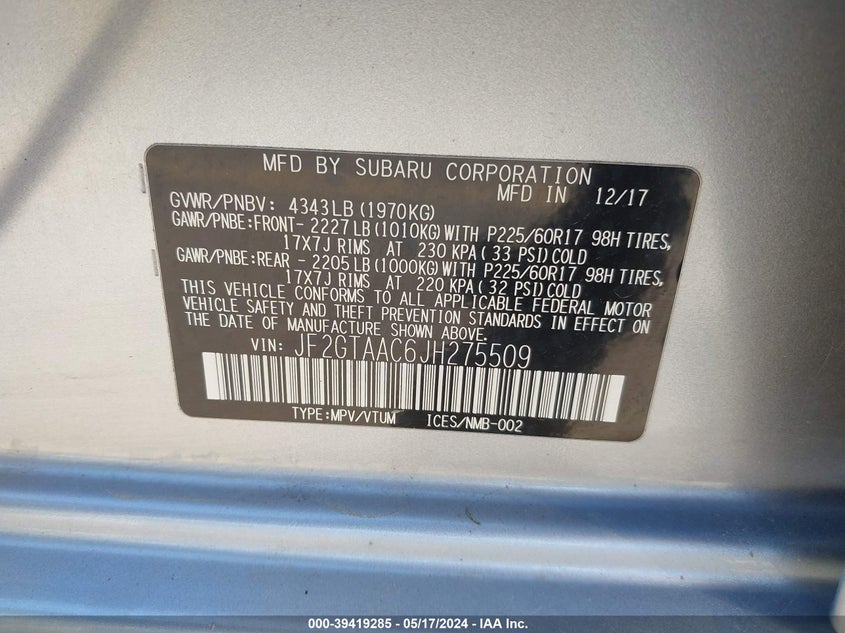 MFD BY SUBARU CORPORATION
MFD IN 12/17
GVWR/PNBV: 4343LB (1970KG)
GAWR/PNBE:FRONT- 2227LB (1010KG) WITH P225/60R17 98H TIRES,
17X7J RIMS AT 230 KPA (33 PSI) COLD
GAWR/PNBE:REAR - 2205LB (1000KG) WITH P225/60R17 98H TIRES,
17X7J RIMS AT 220 KPA (32 PSI) COLD
THIS VEHICLE CONFORMS TO ALL APPLICABLE FEDERAL MOTOR
VEHICLE SAFETY AND THEFT PREVENTION STANDARDS IN EFFECT ON
THE DATE OF MANUFACTURE SHOWN ABOVE.
VIN: JF2GTAAC6JH275509
TYPE:MPV/VTUM ICES/NMB-002
000-39419285 - 05/17/2024 - IAA Inc.